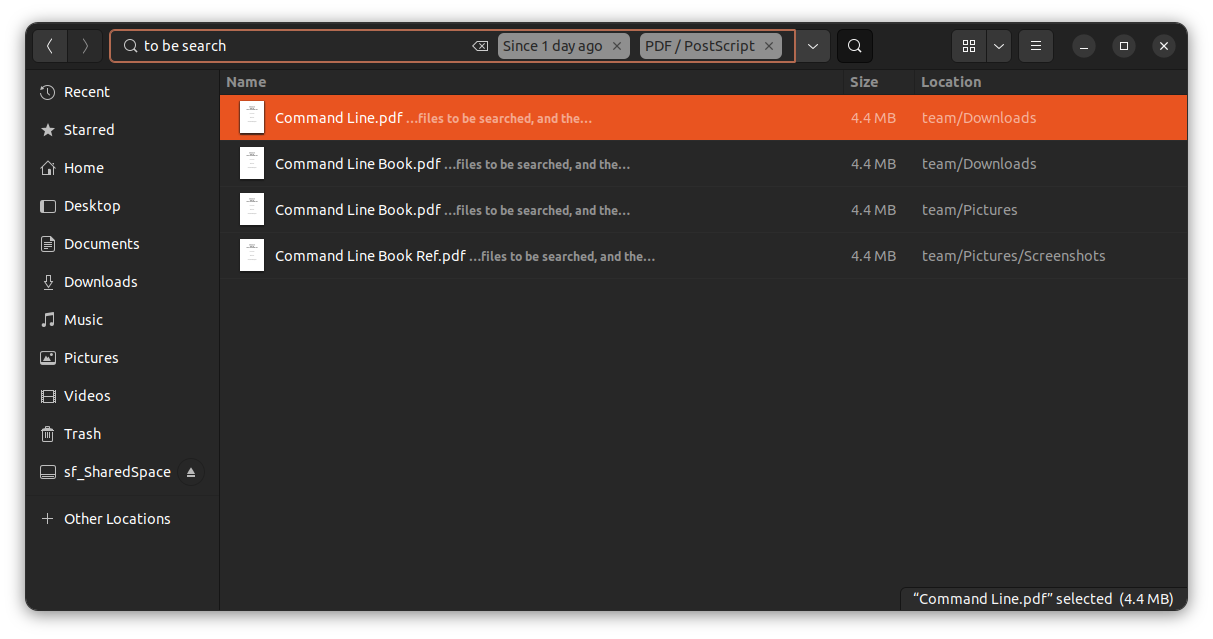 to be search Since 1 day ago PDF / PostScript
Recent
Starred
Home
Desktop
Documents
Downloads
Music
Pictures
Videos
Trash
sf_SharedSpace
Other Locations
Name Size Location
Command Line.pdf ...files to be searched, and the... 4.4 MB team/Downloads
Command Line Book.pdf ...files to be searched, and the... 4.4 MB team/Downloads
Command Line Book.pdf ...files to be searched, and the... 4.4 MB team/Pictures
Command Line Book Ref.pdf ...files to be searched, and the... 4.4 MB team/Pictures/Screenshots
“Command Line.pdf” selected (4.4 MB)